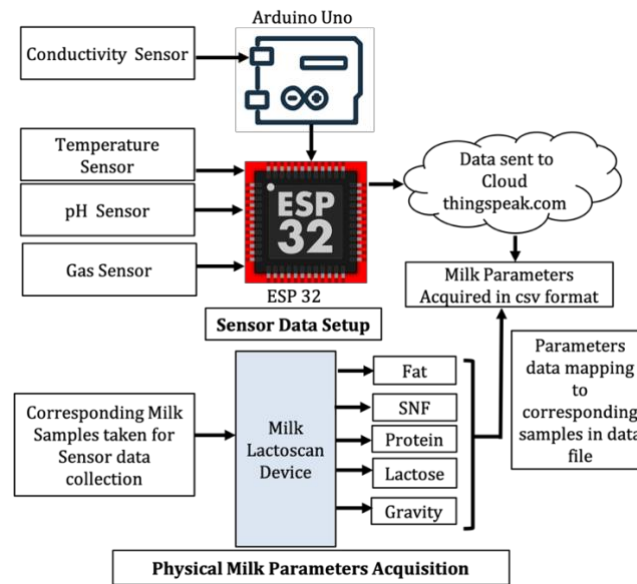 Arduino Uno
Conductivity Sensor
Temperature
Sensor
pH Sensor
Gas Sensor
ESP
32
ESP 32
Data sent to
Cloud
thingspeak.com
Milk Parameters
Acquired in csv format
Sensor Data Setup
Corresponding Milk
Samples taken for
Sensor data
collection
Milk
Lactoscan
Device
Fat
SNF
Protein
Lactose
Gravity
Parameters
data mapping
to
corresponding
samples in data
file
Physical Milk Parameters Acquisition